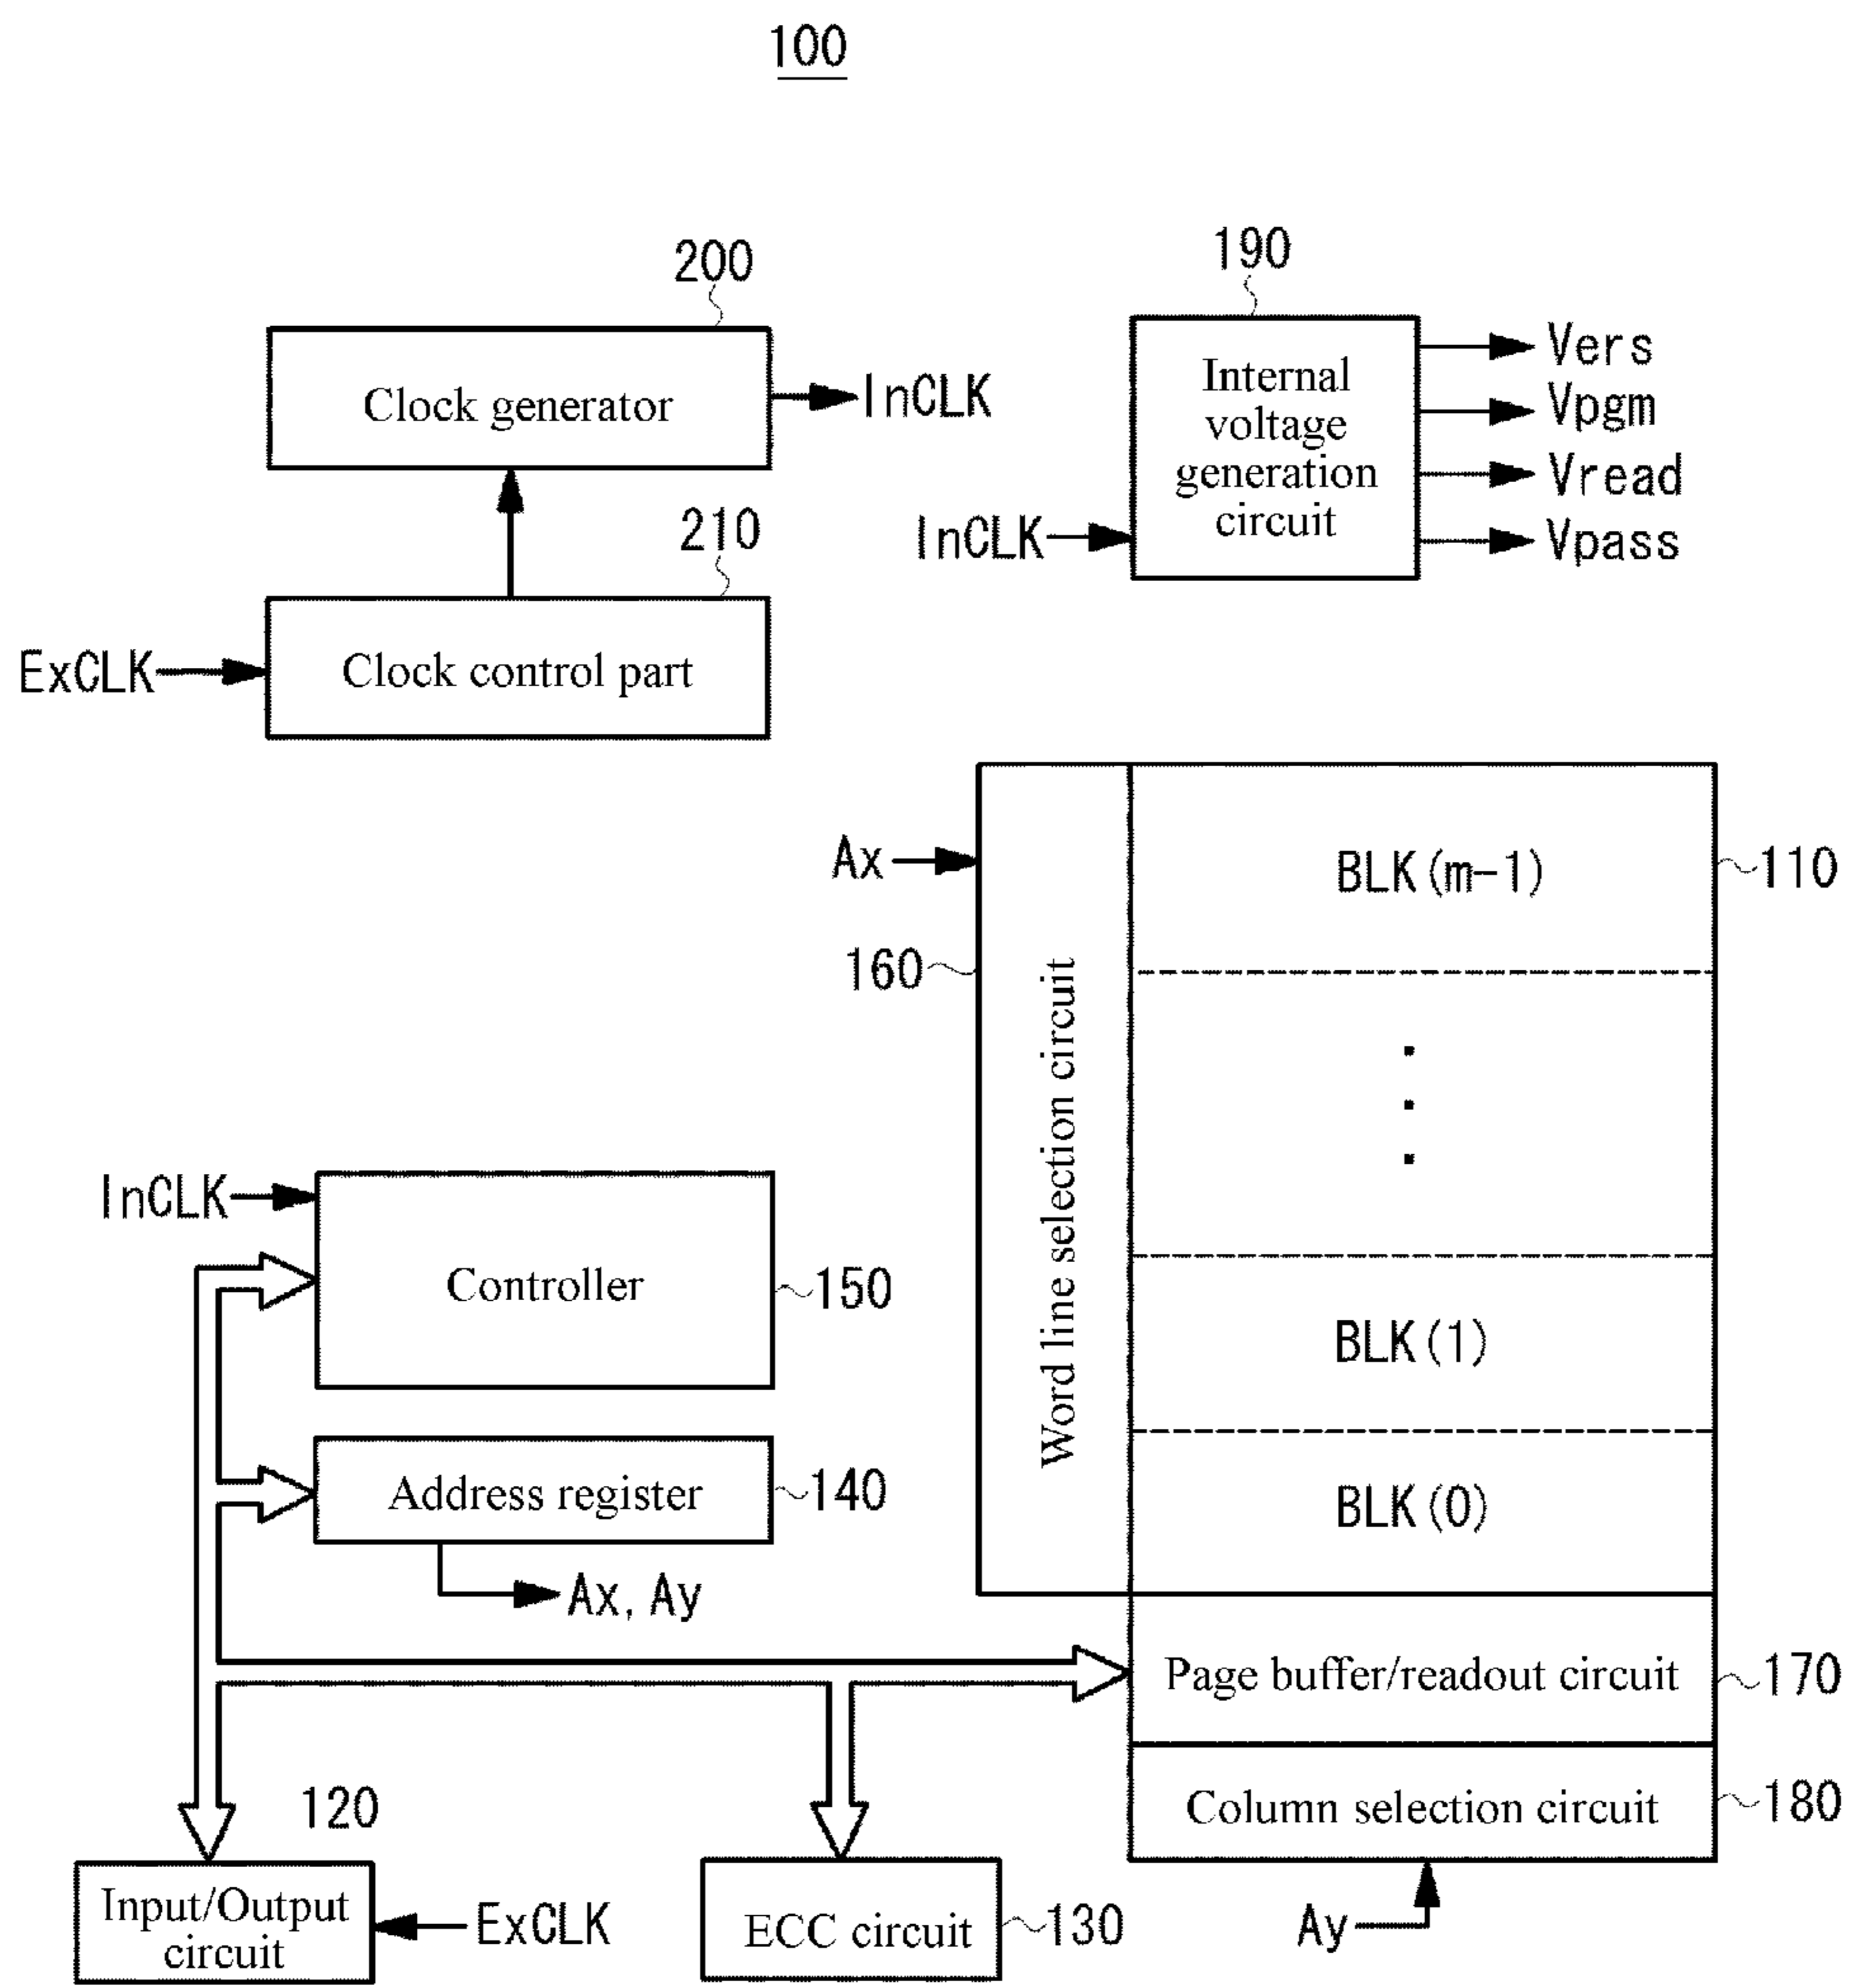 100
200
Clock generator
InCLK
210
Clock control part
ExCLK
190
Internal
voltage
generation
circuit
InCLK
Vers
Vpgm
Vread
Vpass
Ax
160
Word line selection circuit
BLK(m-1)
110
BLK(1)
BLK(0)
InCLK
Controller
150
Address register
140
Ax, Ay
Page buffer/readout circuit
170
Column selection circuit
180
Ay
120
Input/Output
circuit
ExCLK
ECC circuit
130